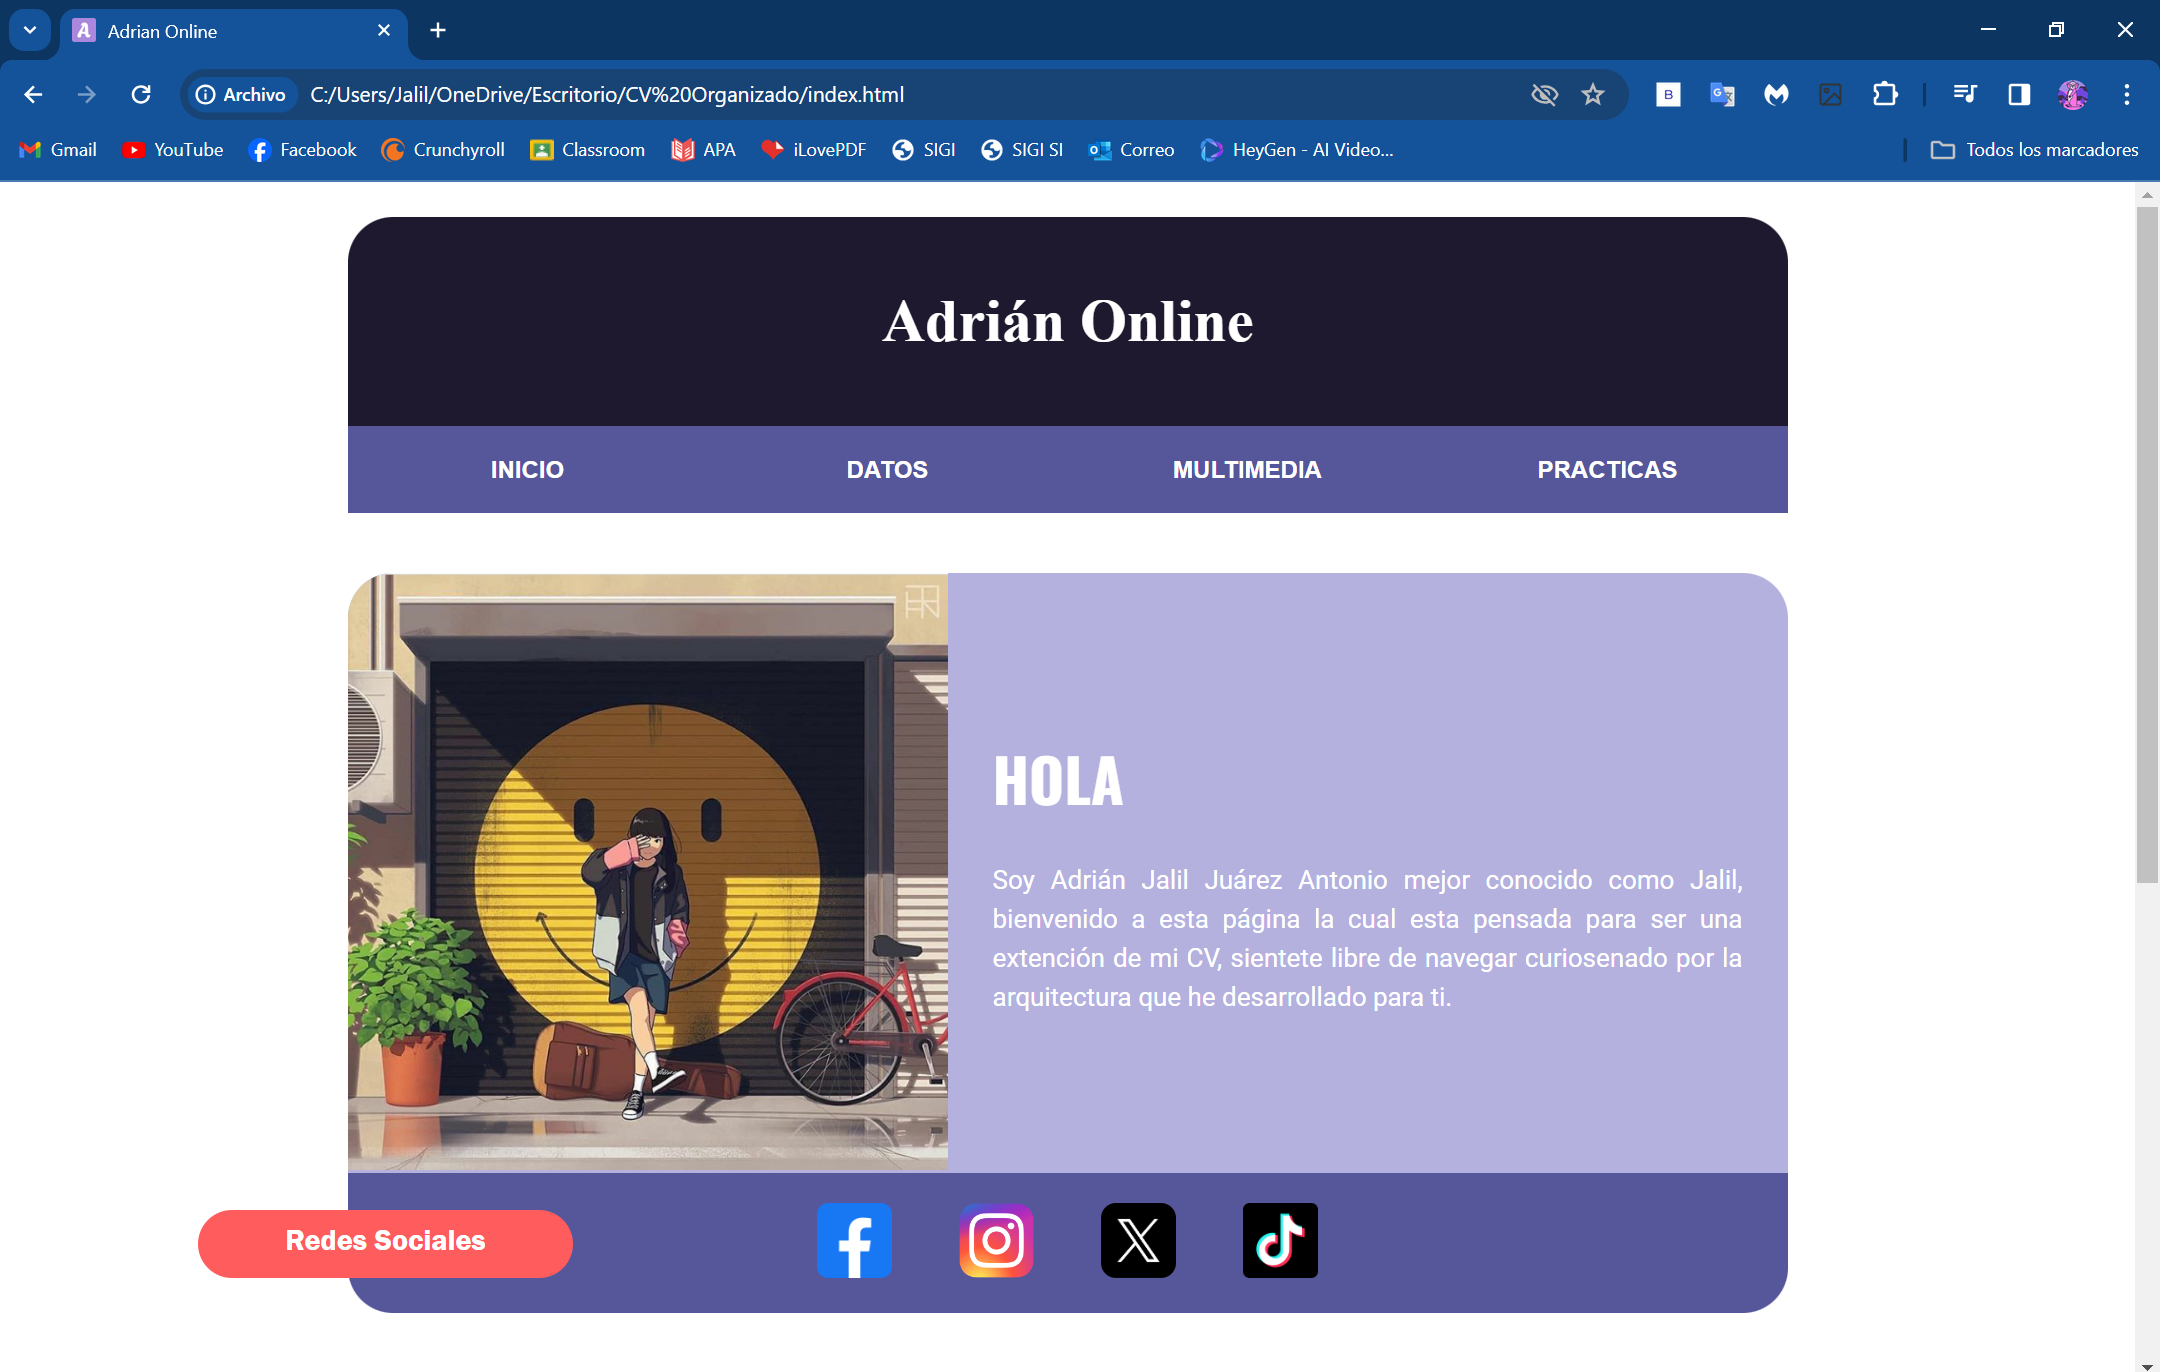 Adrian Online
Archivo C:/Users/Jalil/OneDrive/Escritorio/CV%20Organizado/index.html
Gmail YouTube Facebook Crunchyroll Classroom APA iLovePDF SIGI SIGI SI Correo HeyGen - AI Video... Todos los marcadores
Adrián Online
INICIO DATOS MULTIMEDIA PRACTICAS
HOLA
Soy Adrián Jalil Juárez Antonio mejor conocido como Jalil,
bienvenido a esta página la cual esta pensada para ser una
extención de mi CV, sientete libre de navegar curiosenado por la
arquitectura que he desarrollado para ti.
Redes Sociales